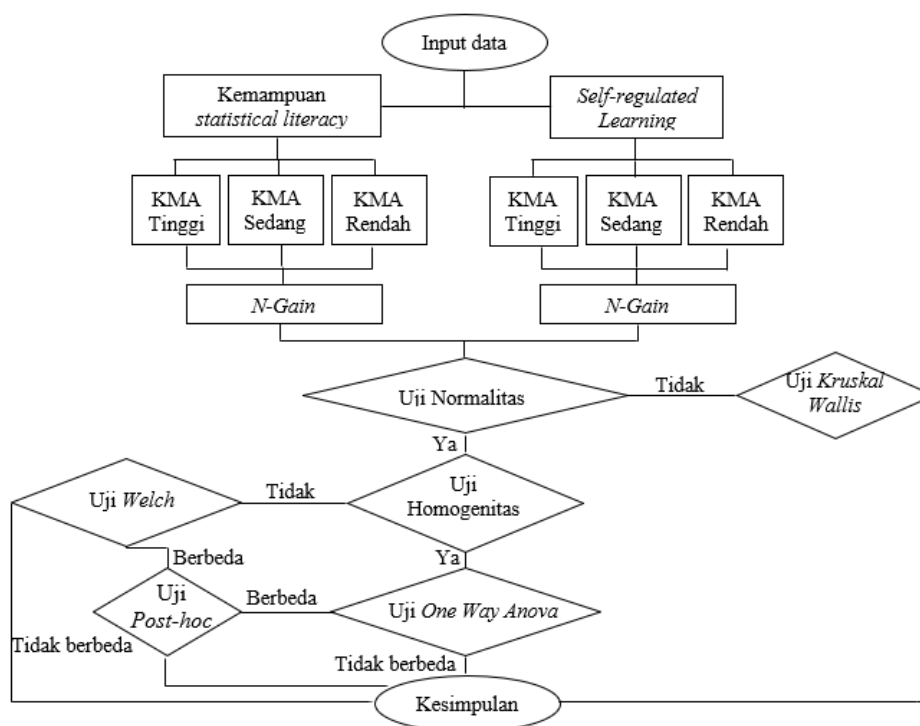 Input data
Kemampuan
statistical literacy
Self-regulated
Learning
KMA
Tinggi
KMA
Sedang
KMA
Rendah
KMA
Tinggi
KMA
Sedang
KMA
Rendah
N-Gain
N-Gain
Uji Normalitas
Tidak
Uji Kruskal
Wallis
Ya
Uji Welch
Tidak
Uji
Homogenitas
Berbeda
Ya
Uji
Post-hoc
Berbeda
Uji One Way Anova
Tidak berbeda
Tidak berbeda
Kesimpulan